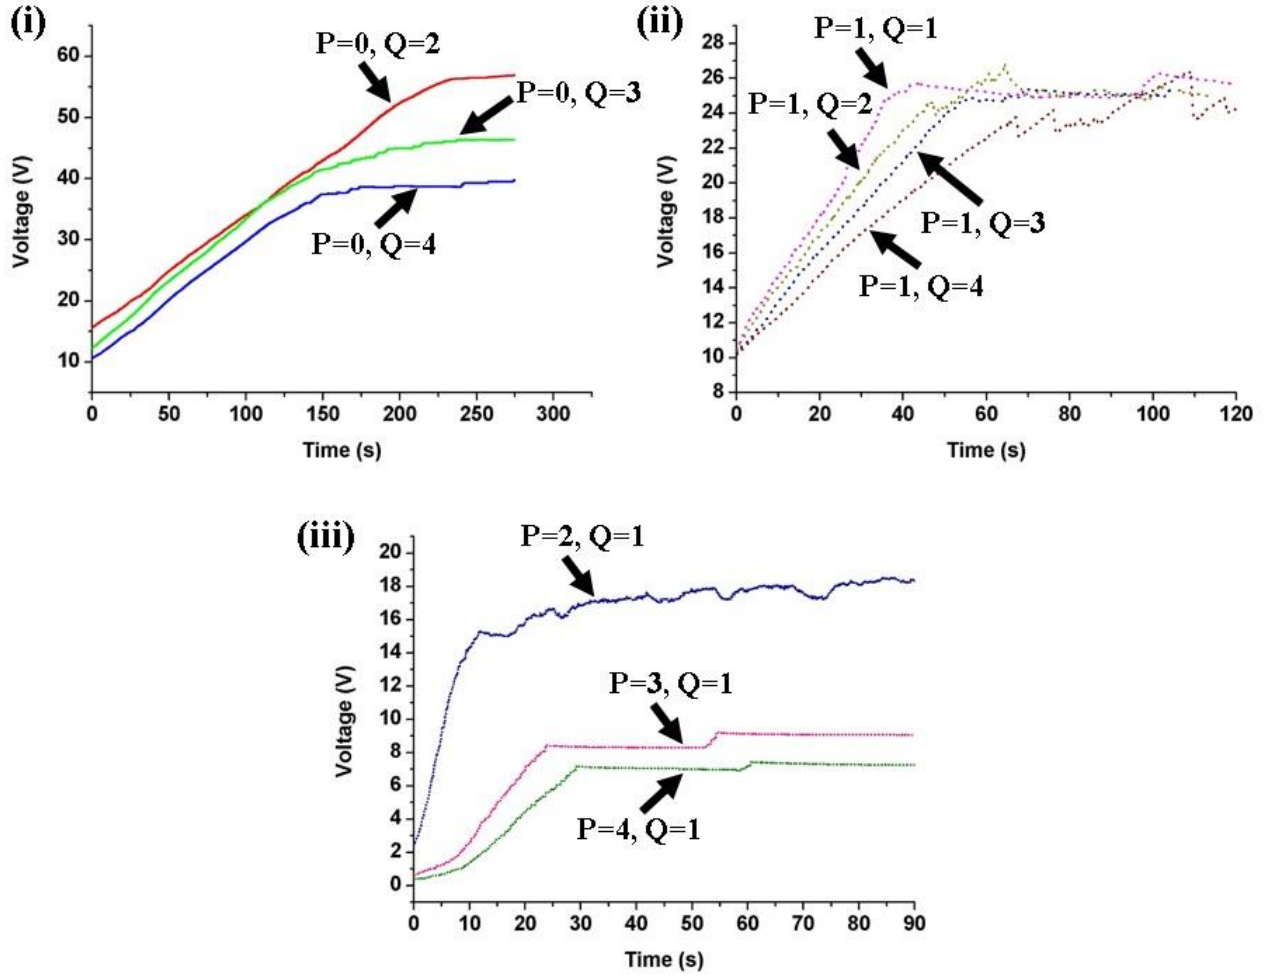 (i)
P=0, Q=2
P=0, Q=3
P=0, Q=4
60
50
40
30
20
10
Voltage (V)
0 50 100 150 200 250 300
Time (s)
(ii)
P=1, Q=1
P=1, Q=2
P=1, Q=3
P=1, Q=4
28
26
24
22
20
18
16
14
12
10
8
Voltage (V)
0 20 40 60 80 100 120
Time (s)
(iii)
P=2, Q=1
P=3, Q=1
P=4, Q=1
20
18
16
14
12
10
8
6
4
2
0
Voltage (V)
0 10 20 30 40 50 60 70 80 90
Time (s)